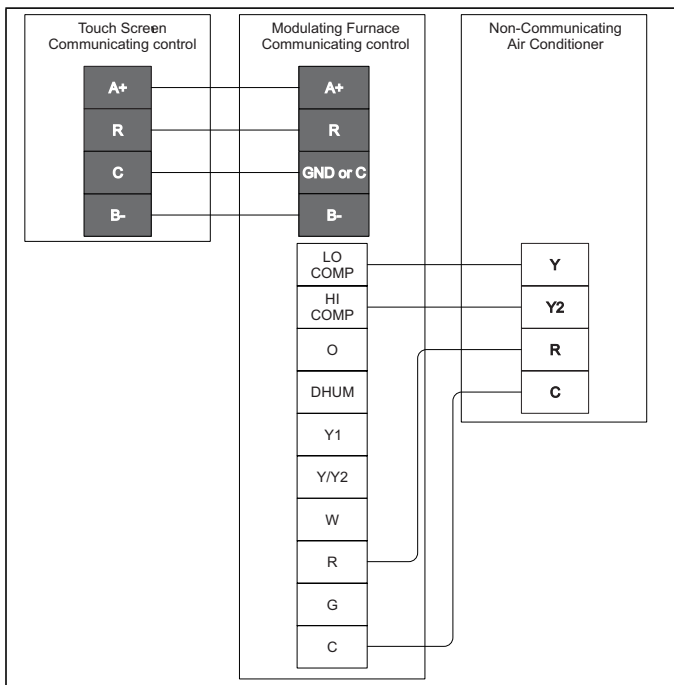 Touch Screen
Communicating control
A+
R
C
B-
Modulating Furnace
Communicating control
A+
R
GND or C
B-
LO
COMP
HI
COMP
O
DHUM
Y1
Y/Y2
W
R
G
C
Non-Communicating
Air Conditioner
Y
Y2
R
C